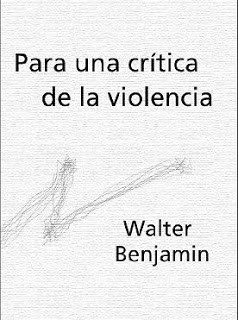 Para una crítica
de la violencia
Walter
Benjamin